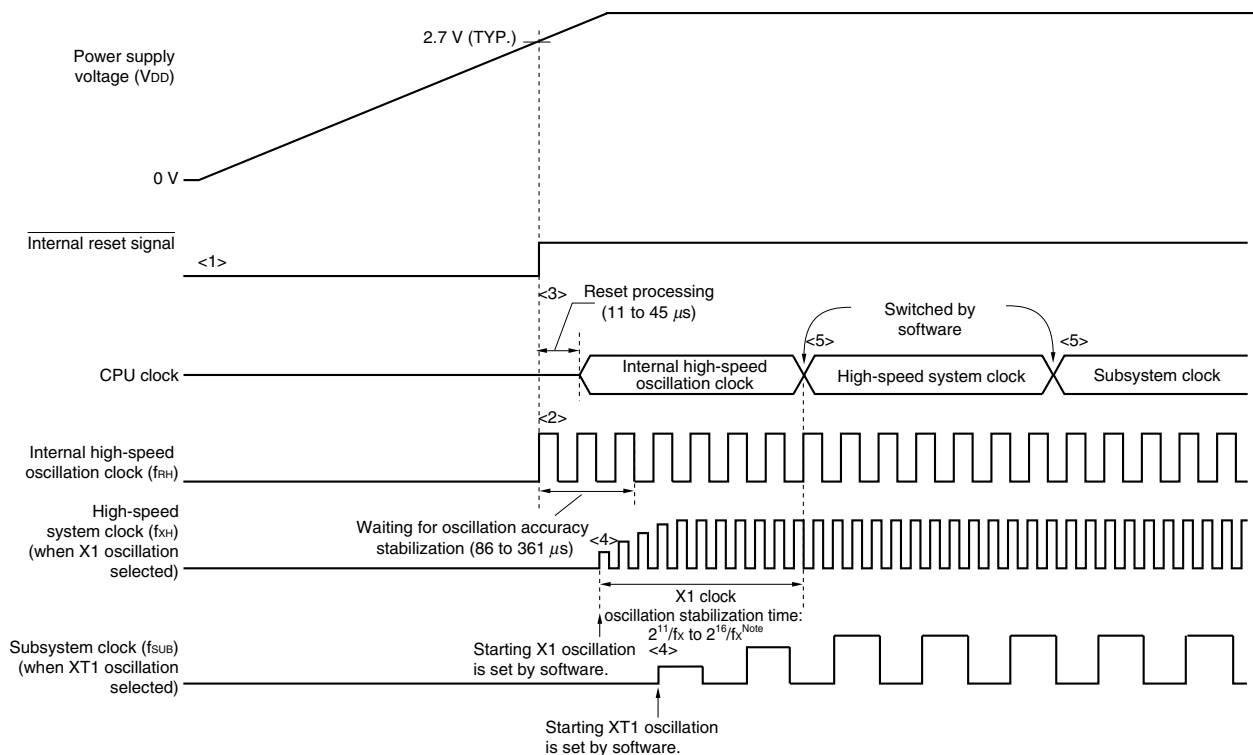 2.7 V (TYP.)
Power supply
voltage (VDD)
0 V
Internal reset signal
<1>
<3>
Reset processing
(11 to 45 μs)
Switched by
software
<5>
<5>
CPU clock
Internal high-speed
oscillation clock
High-speed system clock
Subsystem clock
<2>
Internal high-speed
oscillation clock (fRH)
Waiting for oscillation accuracy
stabilization (86 to 361 μs)
High-speed
system clock (fXH)
(when X1 oscillation
selected)
<4>
X1 clock
oscillation stabilization time:
2^11/fX to 2^16/fX^Note
Starting X1 oscillation
is set by software.
<4>
Subsystem clock (fSUB)
(when XT1 oscillation
selected)
Starting XT1 oscillation
is set by software.